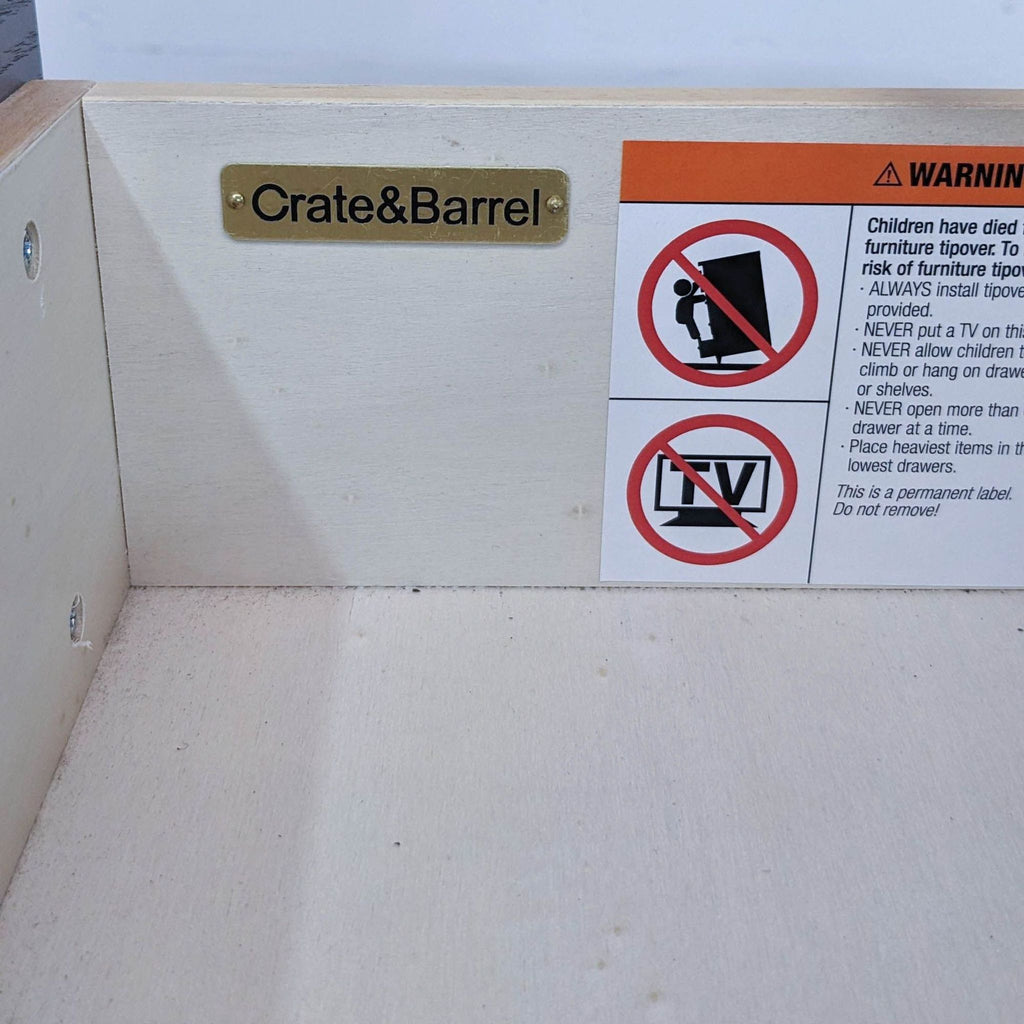 Crate&Barrel
WARNIN
Children have died
furniture tipover. To
risk of furniture tipov
· ALWAYS install tipove
provided.
· NEVER put a TV on this
· NEVER allow children t
climb or hang on drawe
or shelves.
· NEVER open more than
drawer at a time.
· Place heaviest items in th
lowest drawers.
This is a permanent label.
Do not remove!
TV